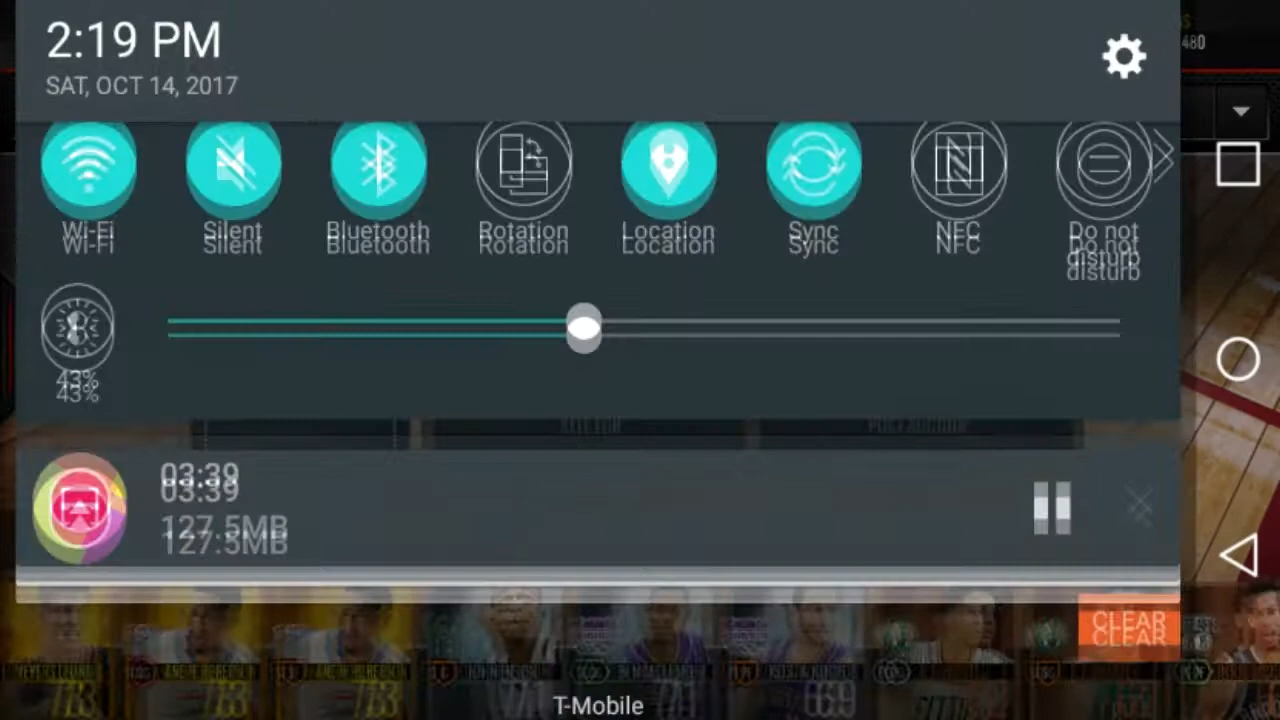 2:19 PM
SAT, OCT 14, 2017
480
Wi-Fi
Silent
Bluetooth
Rotation
Location
Sync
NFC
Do not
disturb
43%
03:39
127.5MB
CLEAR
T-Mobile